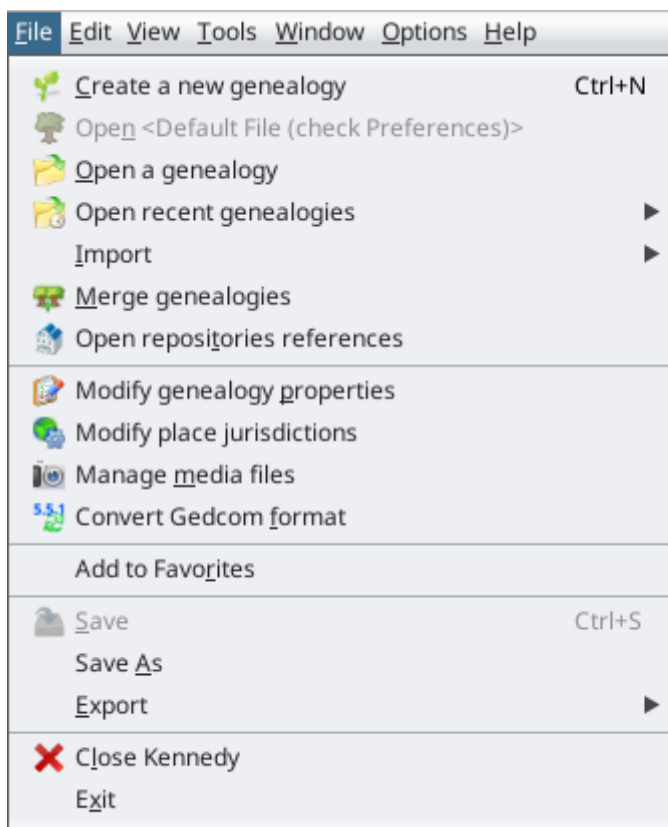 File Edit View Tools Window Options Help
Create a new genealogy Ctrl+N
Open <Default File (check Preferences)>
Open a genealogy
Open recent genealogies
Import
Merge genealogies
Open repositories references
Modify genealogy properties
Modify place jurisdictions
Manage media files
5.5.1 Convert Gedcom format
Add to Favorites
Save Ctrl+S
Save As
Export
Close Kennedy
Exit